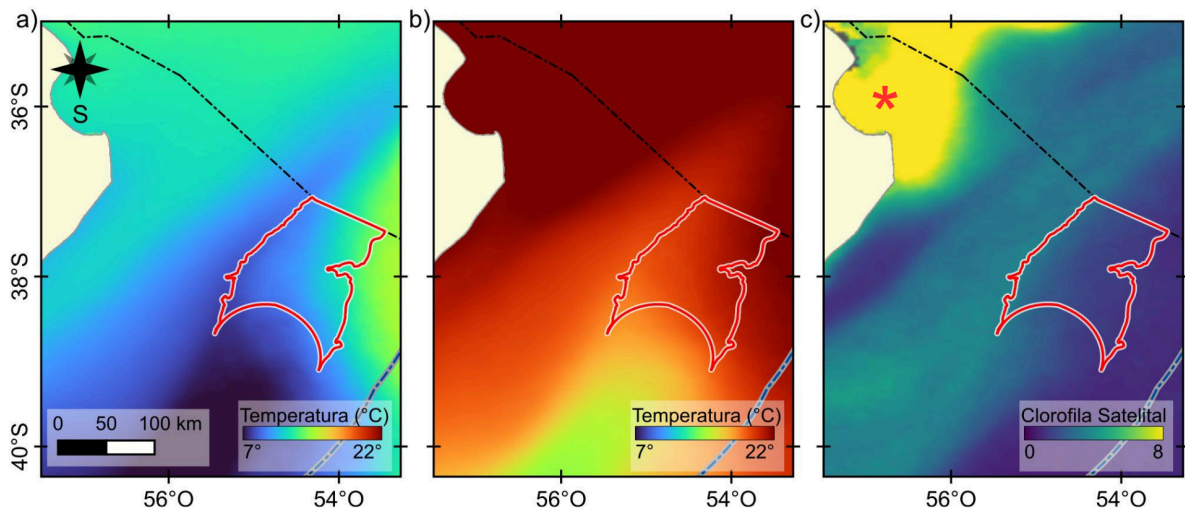 a)
b)
c)
S
*
36°S
38°S
40°S
0 50 100 km
Temperatura (°C)
7° 22°
Temperatura (°C)
7° 22°
Clorofila Satelital
0 8
56°O 54°O
56°O 54°O
56°O 54°O